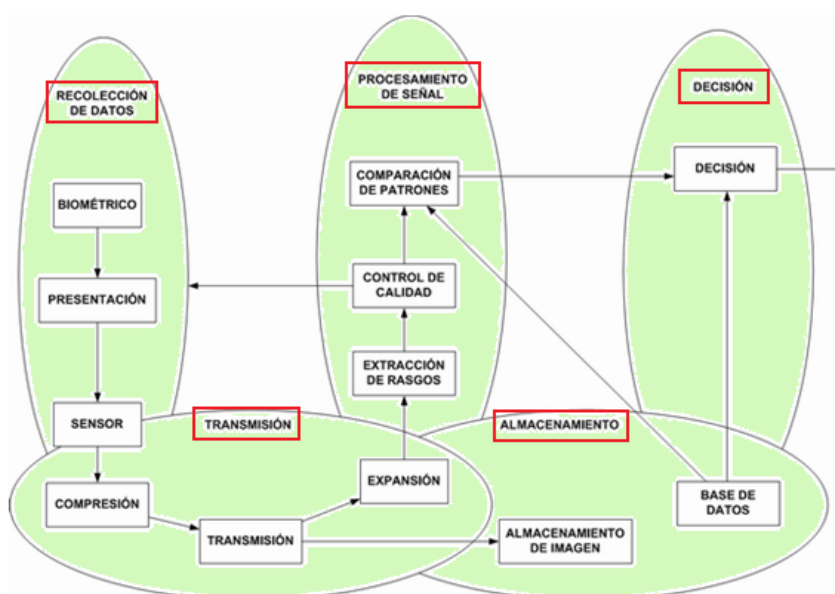 RECOLECCIÓN
DE DATOS
BIOMÉTRICO
PRESENTACIÓN
SENSOR
TRANSMISIÓN
COMPRESIÓN
TRANSMISIÓN
EXPANSIÓN
PROCESAMIENTO
DE SEÑAL
COMPARACIÓN
DE PATRONES
CONTROL DE
CALIDAD
EXTRACCIÓN
DE RASGOS
ALMACENAMIENTO
ALMACENAMIENTO
DE IMAGEN
BASE DE
DATOS
DECISIÓN
DECISIÓN